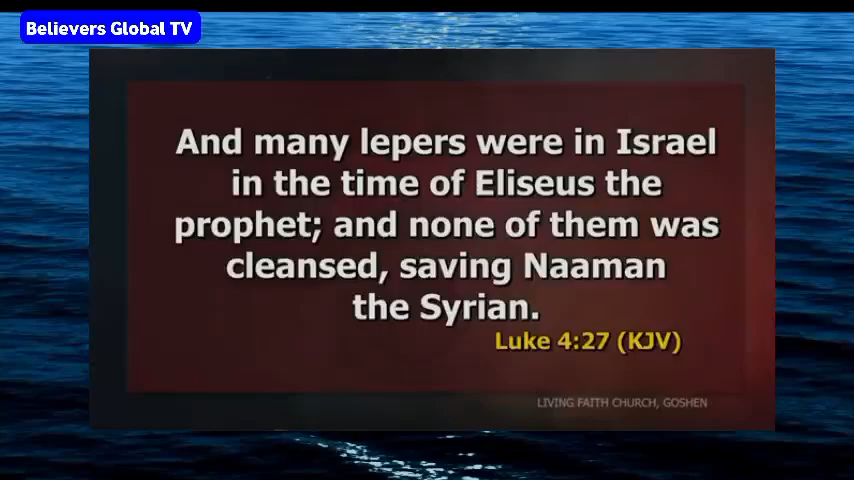 Believers Global TV
And many lepers were in Israel
in the time of Eliseus the
prophet; and none of them was
cleansed, saving Naaman
the Syrian.
Luke 4:27 (KJV)
LIVING FAITH CHURCH, GOSHEN